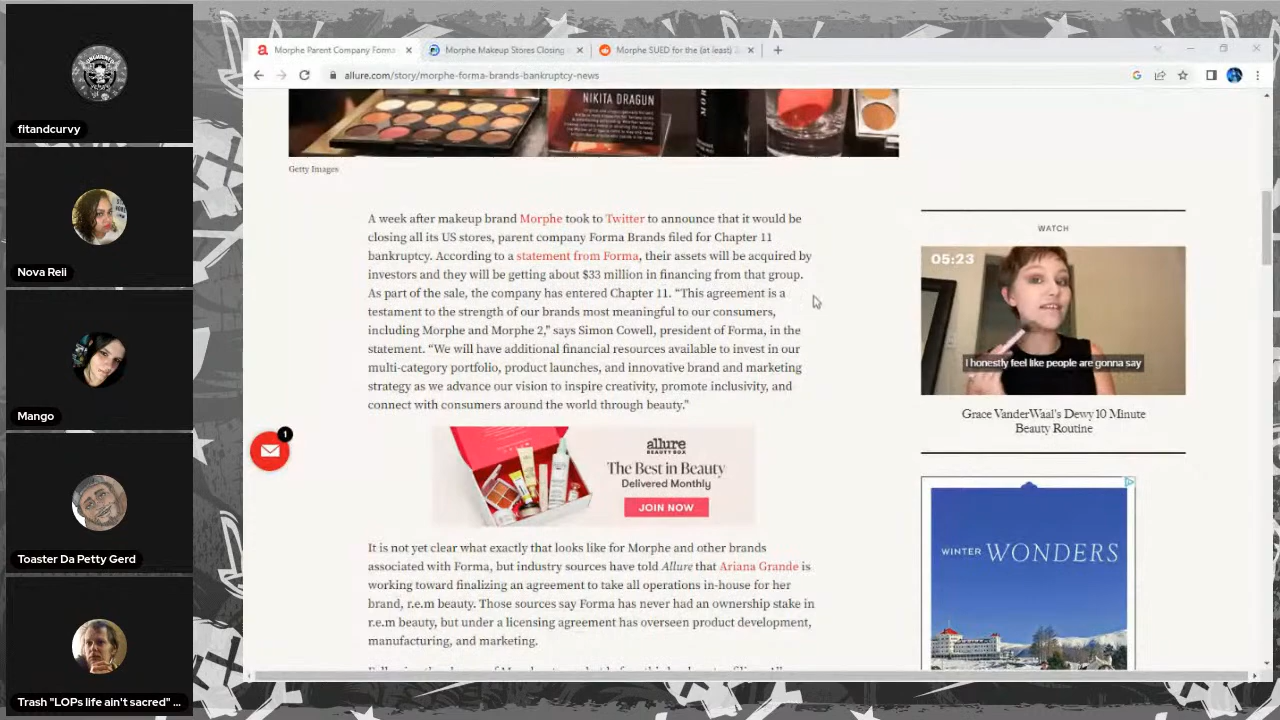 fitandcurvy
Nova Reii
Mango
Toaster Da Petty Gerd
Trash "LOPs life ain't sacred" ...
Morphe Parent Company Forma
Morphe Makeup Stores Closing
Morphe SUED for the (at least)
allure.com/story/morphe-forma-brands-bankruptcy-news
NIKITA DRAGUN
Getty Images
A week after makeup brand Morphe took to Twitter to announce that it would be
closing all its US stores, parent company Forma Brands filed for Chapter 11
bankruptcy. According to a statement from Forma, their assets will be acquired by
investors and they will be getting about $33 million in financing from that group.
As part of the sale, the company has entered Chapter 11. “This agreement is a
testament to the strength of our brands most meaningful to our consumers,
including Morphe and Morphe 2,” says Simon Cowell, president of Forma, in the
statement. “We will have additional financial resources available to invest in our
multi-category portfolio, product launches, and innovative brand and marketing
strategy as we advance our vision to inspire creativity, promote inclusivity, and
connect with consumers around the world through beauty.”
1
allure
BEAUTY BOX
The Best in Beauty
Delivered Monthly
JOIN NOW
It is not yet clear what exactly that looks like for Morphe and other brands
associated with Forma, but industry sources have told Allure that Ariana Grande is
working toward finalizing an agreement to take all operations in-house for her
brand, r.e.m beauty. Those sources say Forma has never had an ownership stake in
r.e.m beauty, but under a licensing agreement has overseen product development,
manufacturing, and marketing.
WATCH
05:23
I honestly feel like people are gonna say
Grace VanderWaal's Dewy 10 Minute
Beauty Routine
WINTER WONDERS